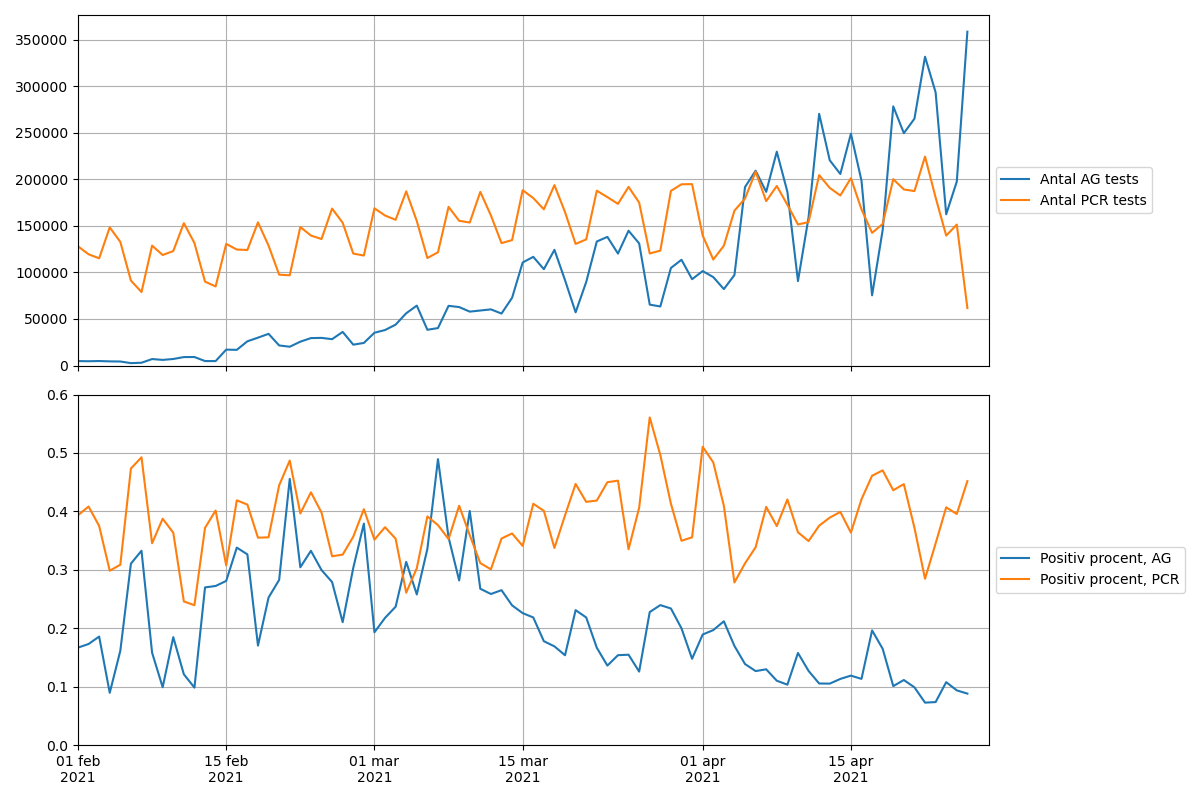 350000
300000
250000
200000
150000
100000
50000
0
Antal AG tests
Antal PCR tests
0.6
0.5
0.4
0.3
0.2
0.1
0.0
Positiv procent, AG
Positiv procent, PCR
01 feb
2021
15 feb
2021
01 mar
2021
15 mar
2021
01 apr
2021
15 apr
2021